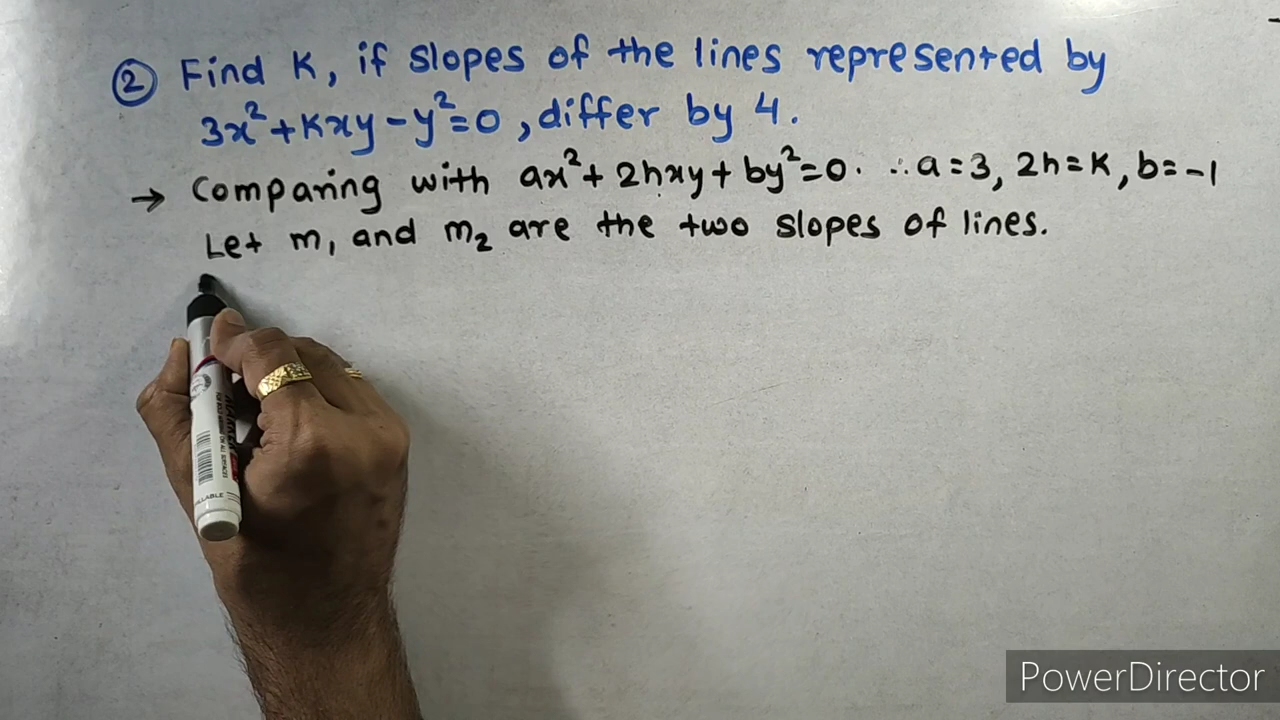 ② Find K, if slopes of the lines represented by
3x²+Kxy-y²=0, differ by 4.
→ Comparing with ax²+2hxy+by²=0. ∴a=3, 2h=K, b=-1
Let m₁ and m₂ are the two slopes of lines.
PowerDirector